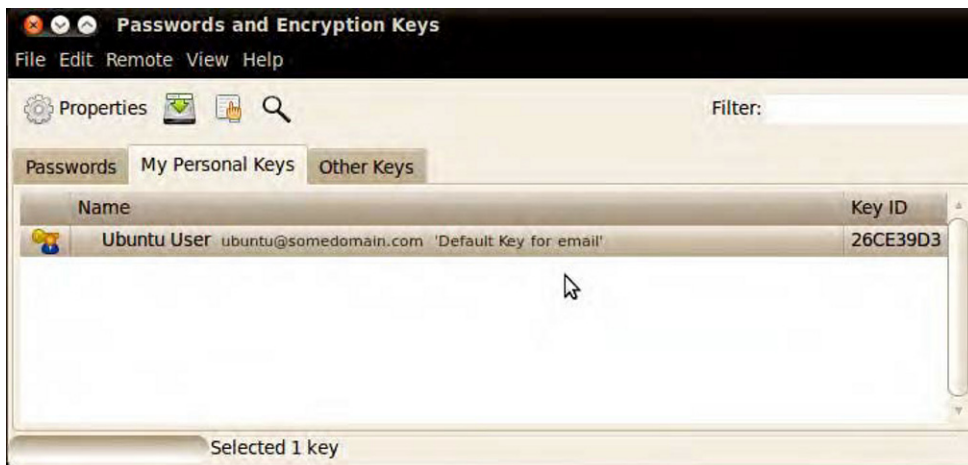 Passwords and Encryption Keys
File Edit Remote View Help
Properties Filter:
Passwords My Personal Keys Other Keys
Name Key ID
Ubuntu User ubuntu@somedomain.com 'Default Key for email' 26CE39D3
Selected 1 key